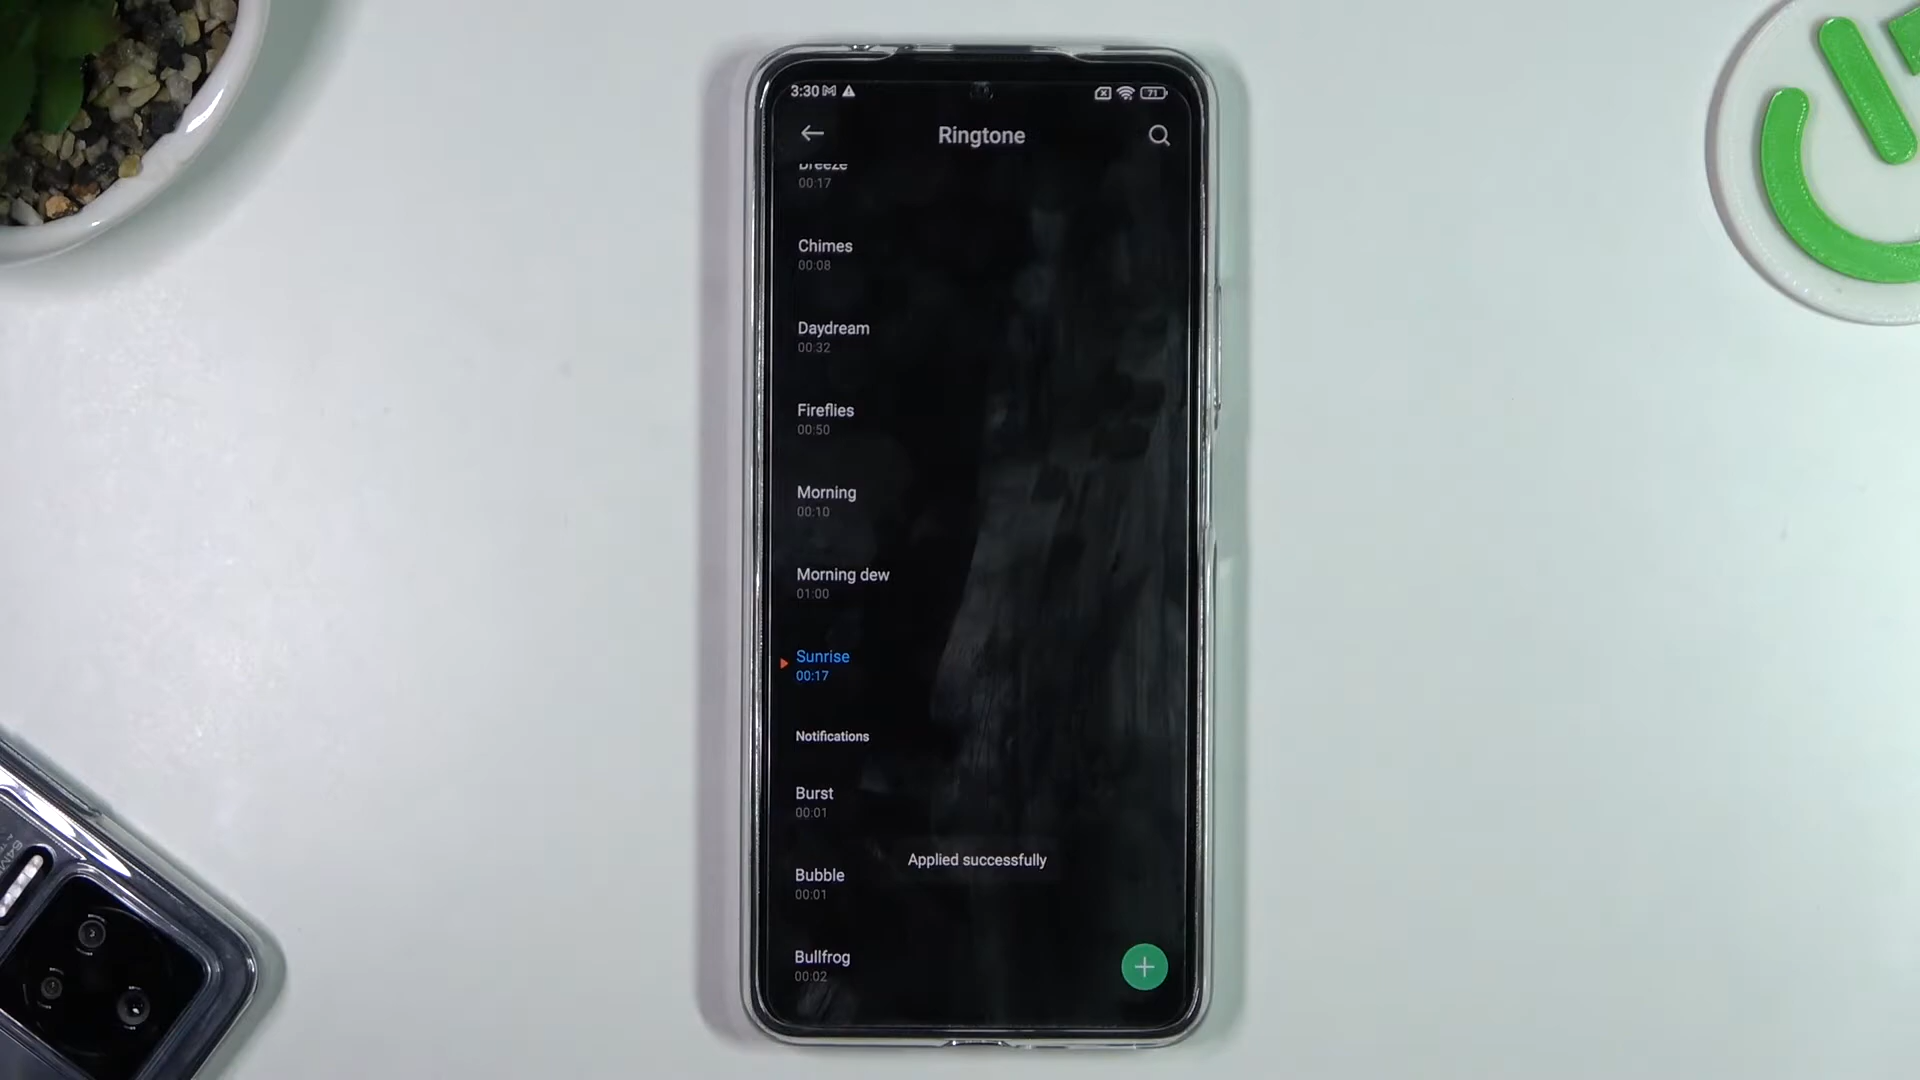 3:30
71
Ringtone
Breeze
00:17
Chimes
00:08
Daydream
00:32
Fireflies
00:50
Morning
00:10
Morning dew
01:00
Sunrise
00:17
Notifications
Burst
00:01
Applied successfully
Bubble
00:01
Bullfrog
00:02